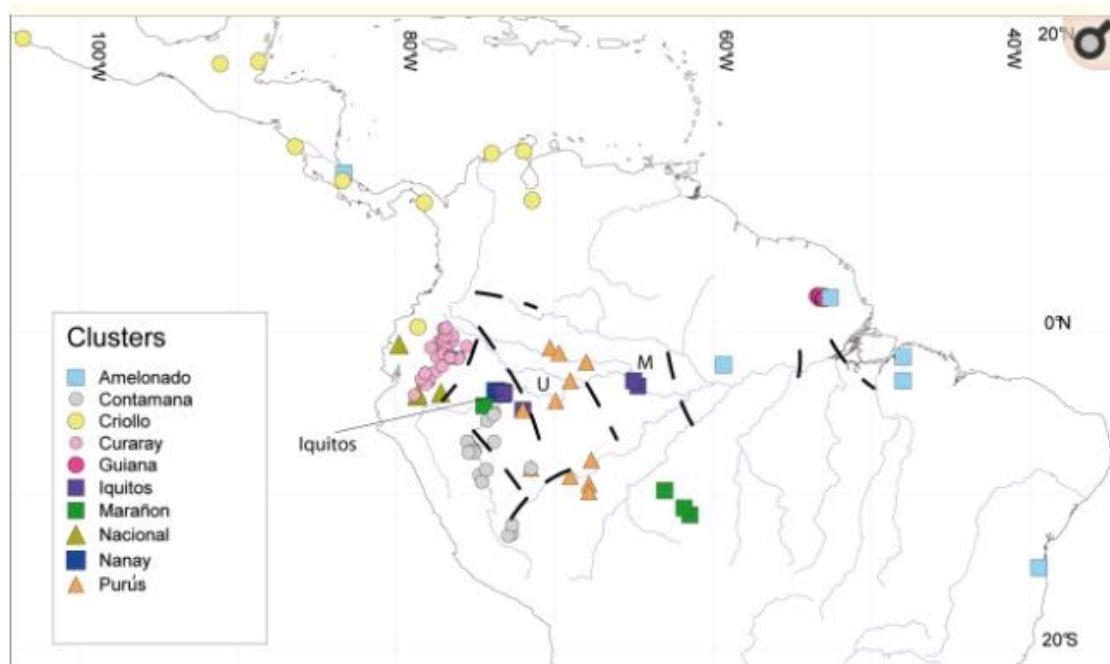 100°W
80°W
60°W
40°W
20°N
0°N
20°S
M
U
Iquitos
Clusters
Amelonado
Contamana
Criollo
Curaray
Guiana
Iquitos
Marañon
Nacional
Nanay
Purús